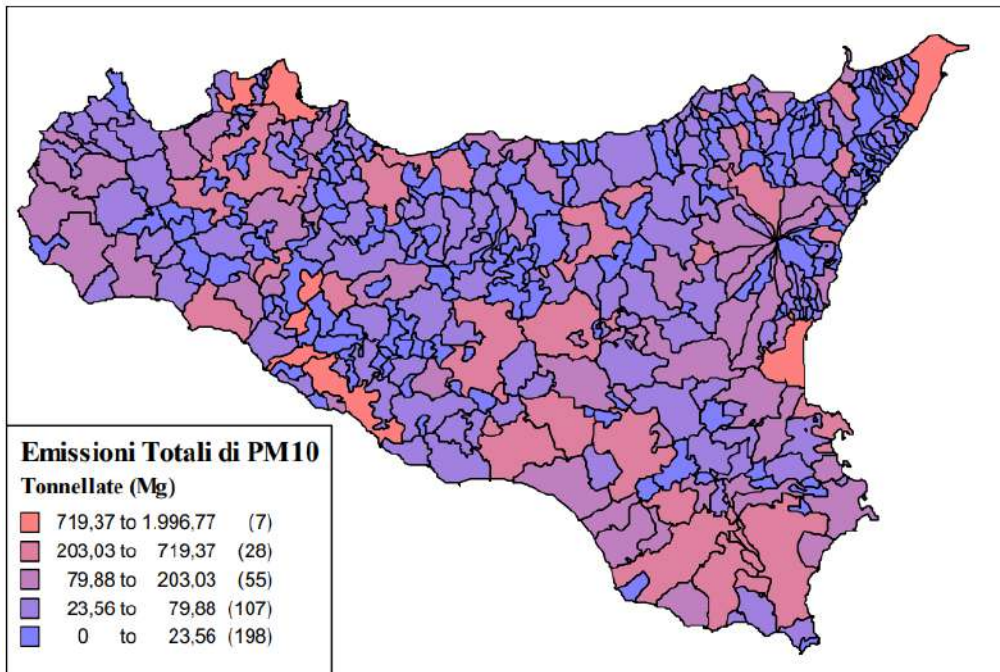 Emissioni Totali di PM10
Tonnellate (Mg)
719,37 to 1.996,77 (7)
203,03 to 719,37 (28)
79,88 to 203,03 (55)
23,56 to 79,88 (107)
0 to 23,56 (198)